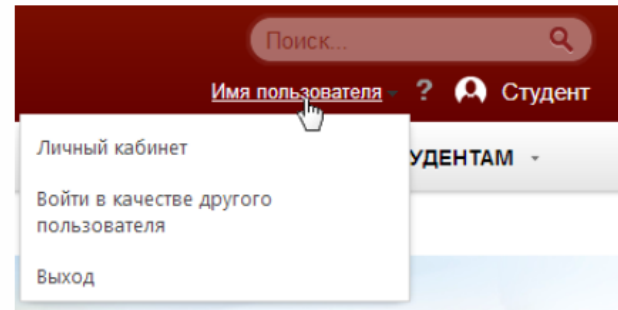 Поиск...
Имя пользователя ? Студент
Личный кабинет
УДЕНТАМ
Войти в качестве другого
пользователя
Выход